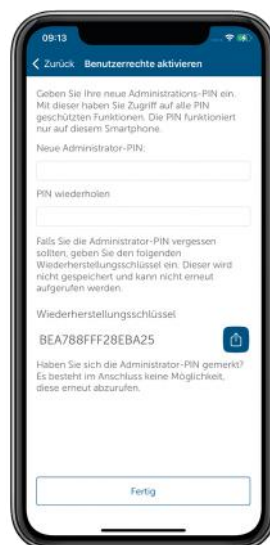 09:13
Zurück Benutzerrechte aktivieren
Geben Sie Ihre neue Administrations-PIN ein.
Mit dieser haben Sie Zugriff auf alle PIN
geschützten Funktionen. Die PIN funktioniert
nur auf diesem Smartphone.
Neue Administrator-PIN:
PIN wiederholen
Falls Sie die Administrator-PIN vergessen
sollten, geben Sie den folgenden
Wiederherstellungsschlüssel ein. Dieser wird
nicht gespeichert und kann nicht erneut
aufgerufen werden.
Wiederherstellungsschlüssel
BEA788FFF28EBA25
Haben Sie sich die Administrator-PIN gemerkt?
Es besteht im Anschluss keine Möglichkeit,
diese erneut abzurufen.
Fertig